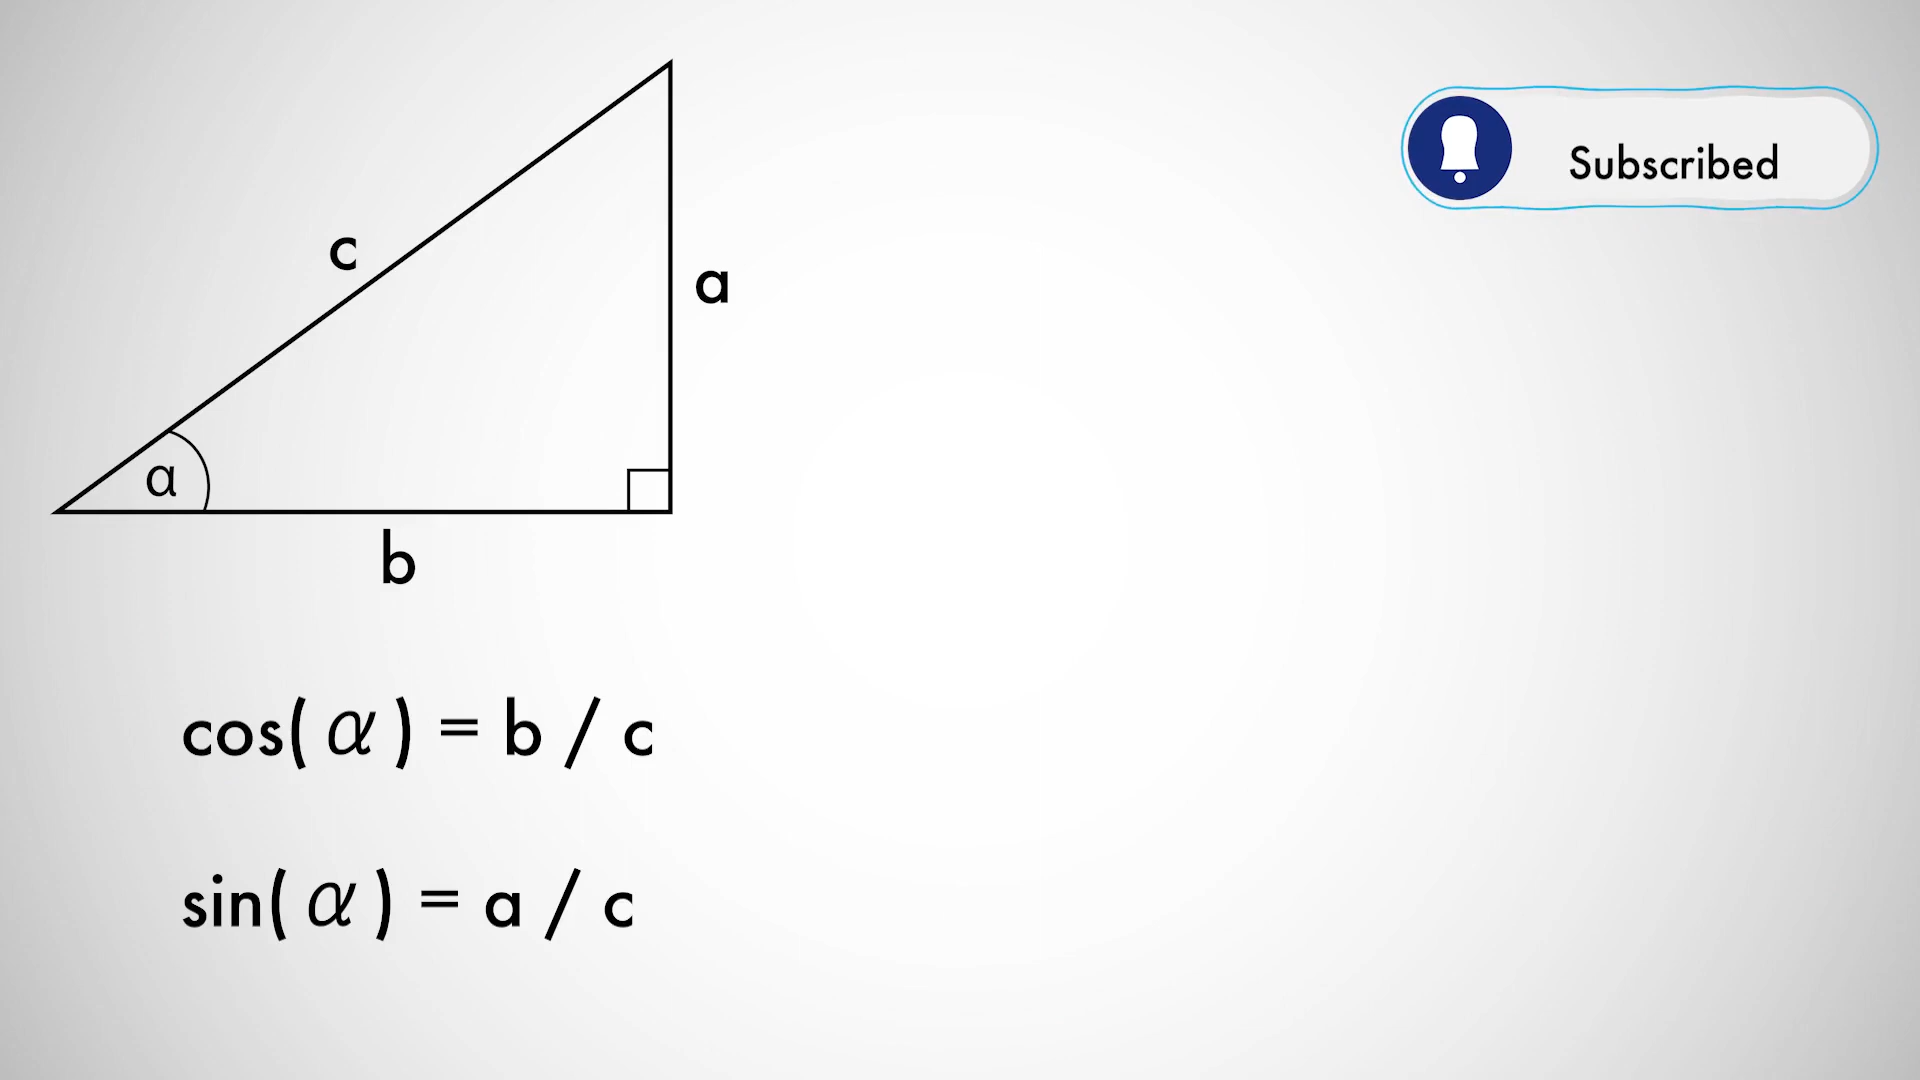 Subscribed
c
a
α
b
cos( α ) = b / c
sin( α ) = a / c